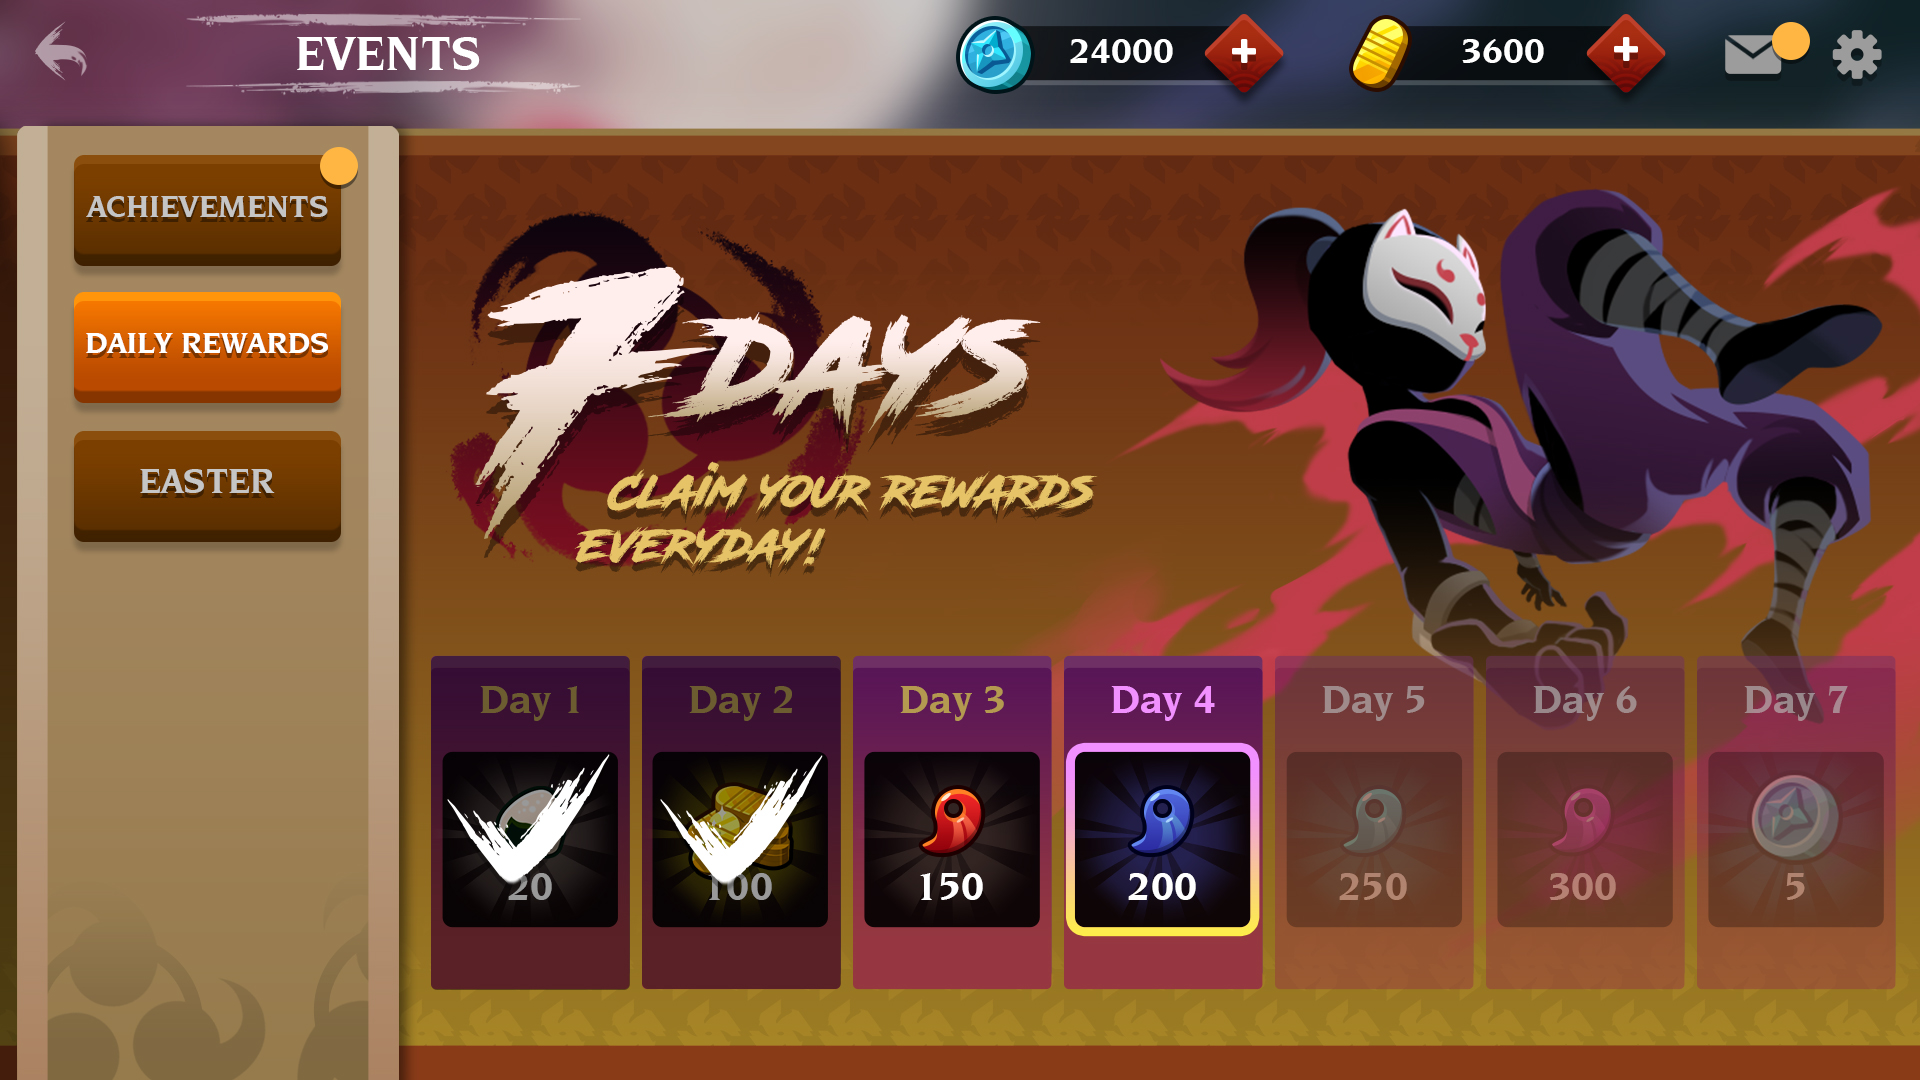 EVENTS
24000
+
3600
+
ACHIEVEMENTS
DAILY REWARDS
EASTER
7 DAYS
CLAIM YOUR REWARDS
EVERYDAY!
Day 1
Day 2
Day 3
Day 4
Day 5
Day 6
Day 7
20
100
150
200
250
300
5